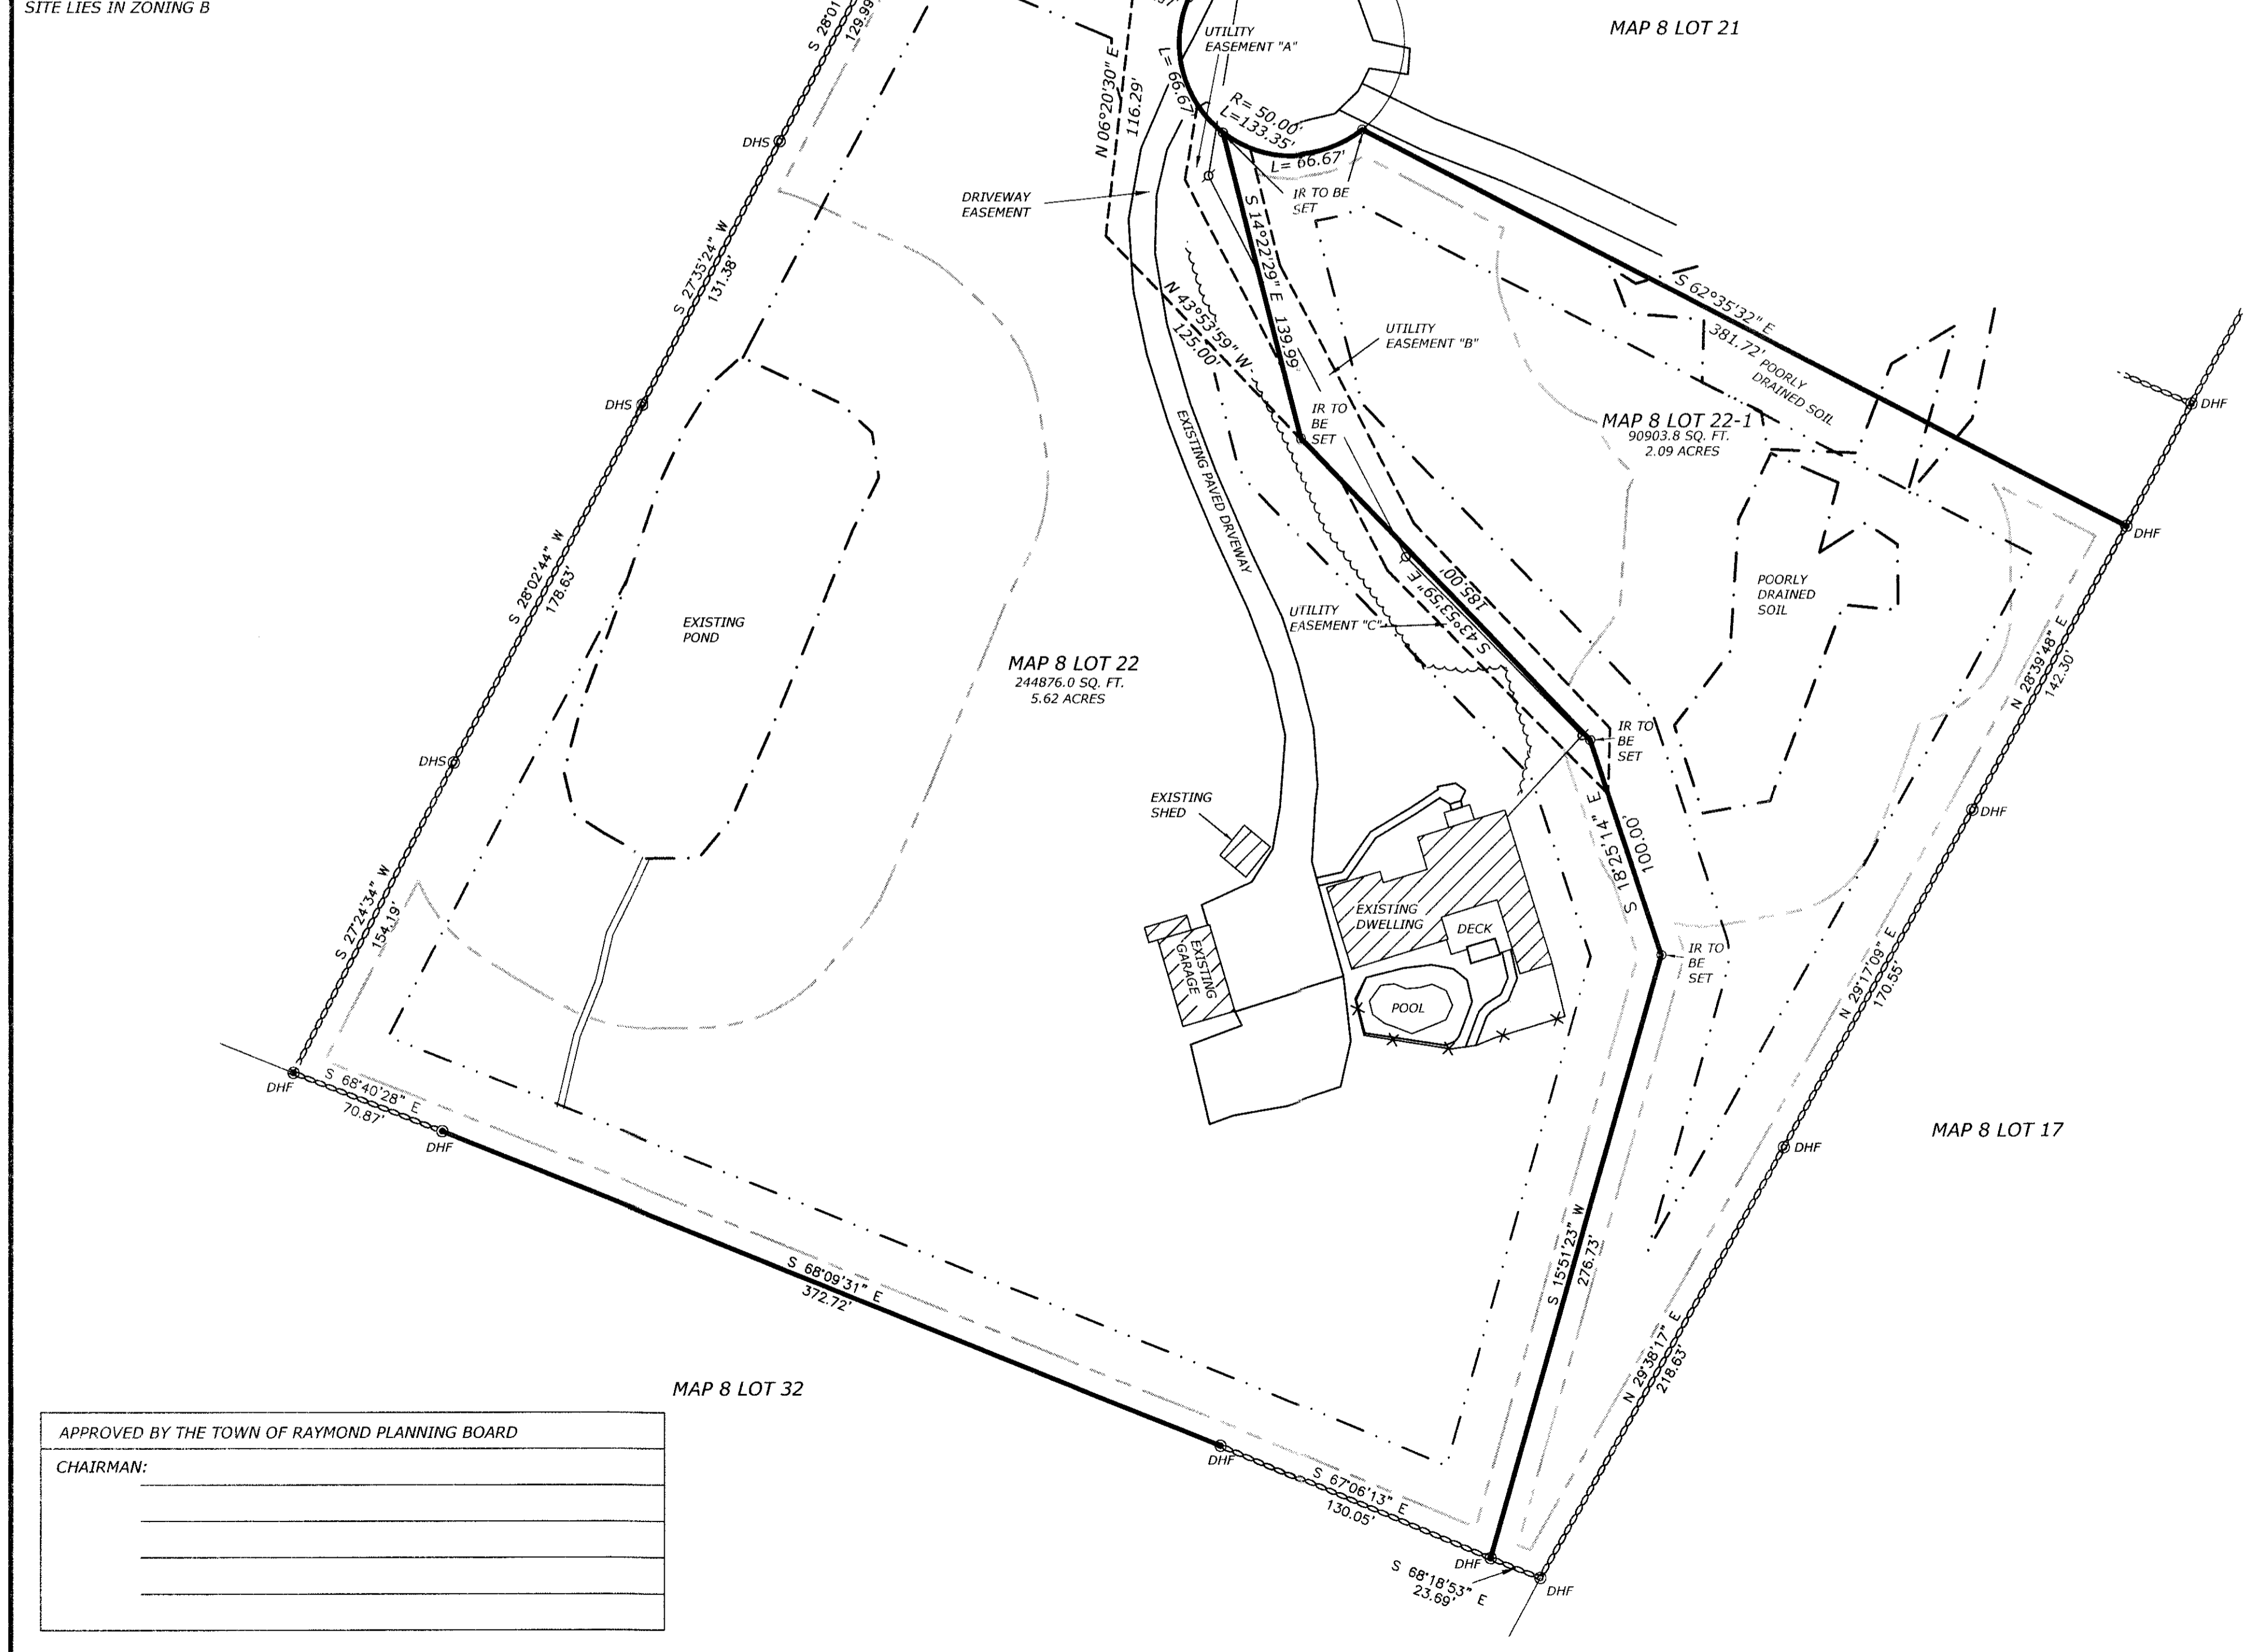 SITE LIES IN ZONING B
S 28°01
129.99
MAP 8 LOT 21
UTILITY
EASEMENT "A"
N 06°20'30" E
116.29'
L= 66.67'
R= 50.00'
L=133.35'
L= 66.67'
DHS
DRIVEWAY
EASEMENT
IR TO BE
SET
S 27°35'24" W
131.38'
S 14°22'29" E 139.99'
N 43°53'59" W
125.00'
UTILITY
EASEMENT "B"
S 62°35'32" E
381.72'
POORLY
DRAINED SOIL
DHS
IR TO
BE
SET
DHF
MAP 8 LOT 22-1
90903.8 SQ. FT.
2.09 ACRES
EXISTING PAVED DRIVEWAY
DHF
S 28°02'44" W
178.63'
EXISTING
POND
UTILITY
EASEMENT "C"
S 43°53'59" E
185.00'
POORLY
DRAINED
SOIL
MAP 8 LOT 22
244876.0 SQ. FT.
5.62 ACRES
N 28°39'48" E
142.30'
IR TO
BE
SET
DHS
EXISTING
SHED
DHF
S 18°25'14" E
100.00'
S 27°24'34" W
154.19'
EXISTING
DWELLING
DECK
EXISTING
GARAGE
POOL
IR TO
BE
SET
N 29°17'09" E
170.55'
DHF
S 68°40'28" E
70.87'
DHF
MAP 8 LOT 17
DHF
S 68°09'31" E
372.72'
S 15°51'23" W
276.73'
N 29°38'17" E
218.63'
MAP 8 LOT 32
APPROVED BY THE TOWN OF RAYMOND PLANNING BOARD
CHAIRMAN:
DHF
S 67°06'13" E
130.05'
DHF
S 68°18'53" E
23.69'
DHF